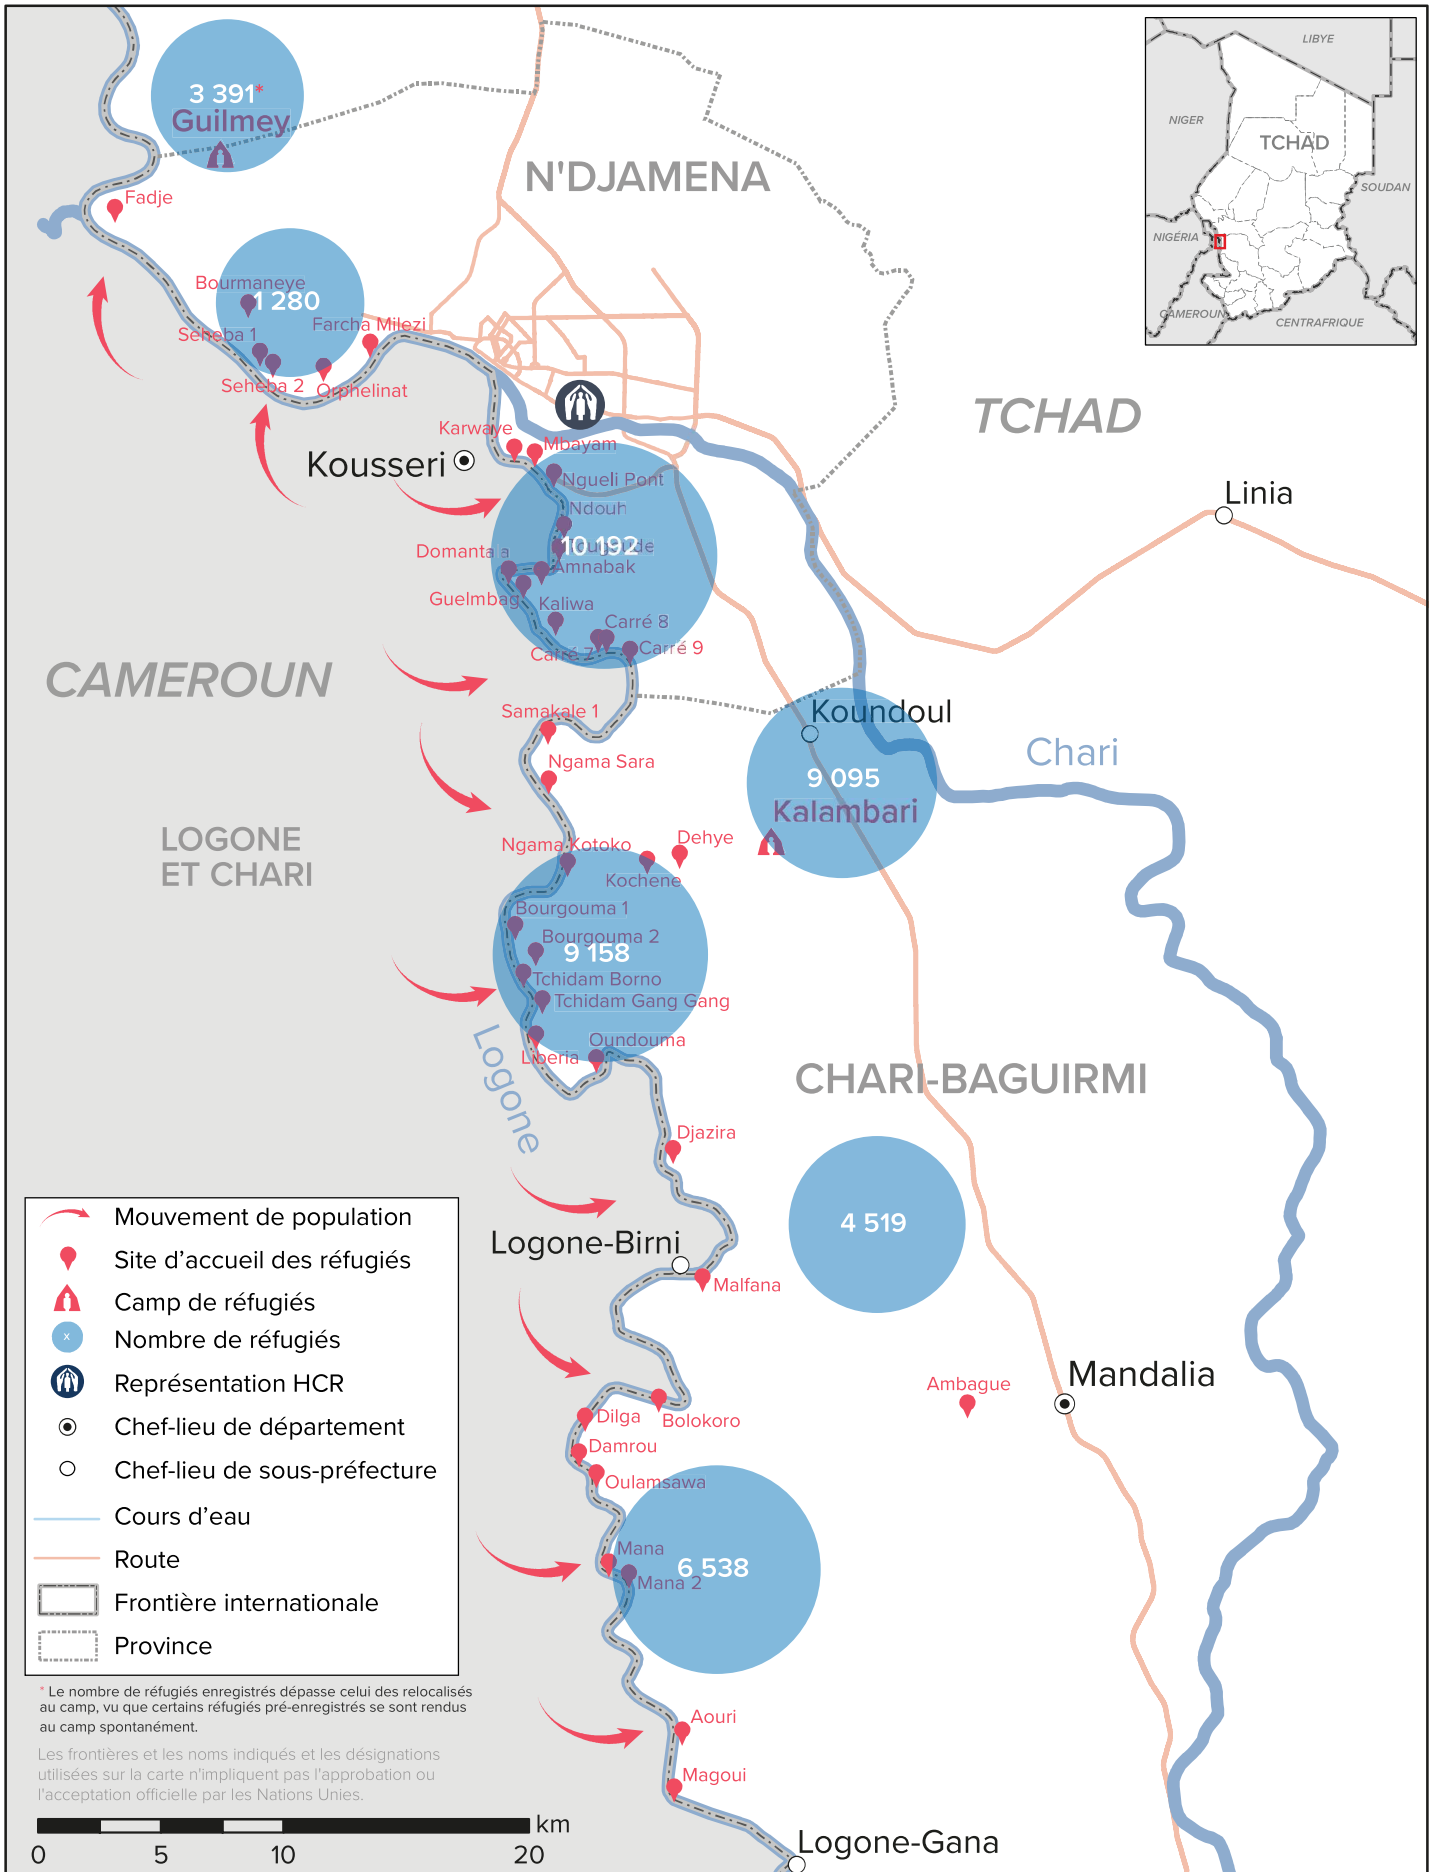 3 391*
Guilmey
Fadje
N'DJAMENA
LIBYE
NIGER
TCHAD
SOUDAN
NIGÉRIA
CAMEROUN
CENTRAFRIQUE
Bourmaneye
1 280
Farcha Milezi
Seheba 1
Seheba 2
Orphelinat
TCHAD
Karwaye
Mbayam
Kousseri
Ngueli Pont
Linia
Ndouh
10 192
Domantaa
Amnabak
Guelmbag
Kaliwa
Carré 8
Carré 7
Carré 9
CAMEROUN
Samakale 1
Koundoul
Chari
Ngama Sara
9 095
Kalambari
LOGONE
ET CHARI
Ngama Kotoko
Dehye
Kochene
Bourgouma 1
Bourgouma 2
9 158
Tchidam Borno
Tchidam Gang Gang
Oundouma
Liberia
Logone
CHARI-BAGUIRMI
Djazira
4 519
Logone-Birni
Malfana
Mandalia
Ambague
Dilga
Bolokoro
Damrou
Oulamsawa
Mana
6 538
Mana 2
Aouri
Magoui
Logone-Gana
Mouvement de population
Site d'accueil des réfugiés
Camp de réfugiés
x
Nombre de réfugiés
Représentation HCR
Chef-lieu de département
Chef-lieu de sous-préfecture
Cours d'eau
Route
Frontière internationale
Province
* Le nombre de réfugiés enregistrés dépasse celui des relocalisés
au camp, vu que certains réfugiés pré-enregistrés se sont rendus
au camp spontanément.
Les frontières et les noms indiqués et les désignations
utilisées sur la carte n'impliquent pas l'approbation ou
l'acceptation officielle par les Nations Unies.
km
0 5 10 20